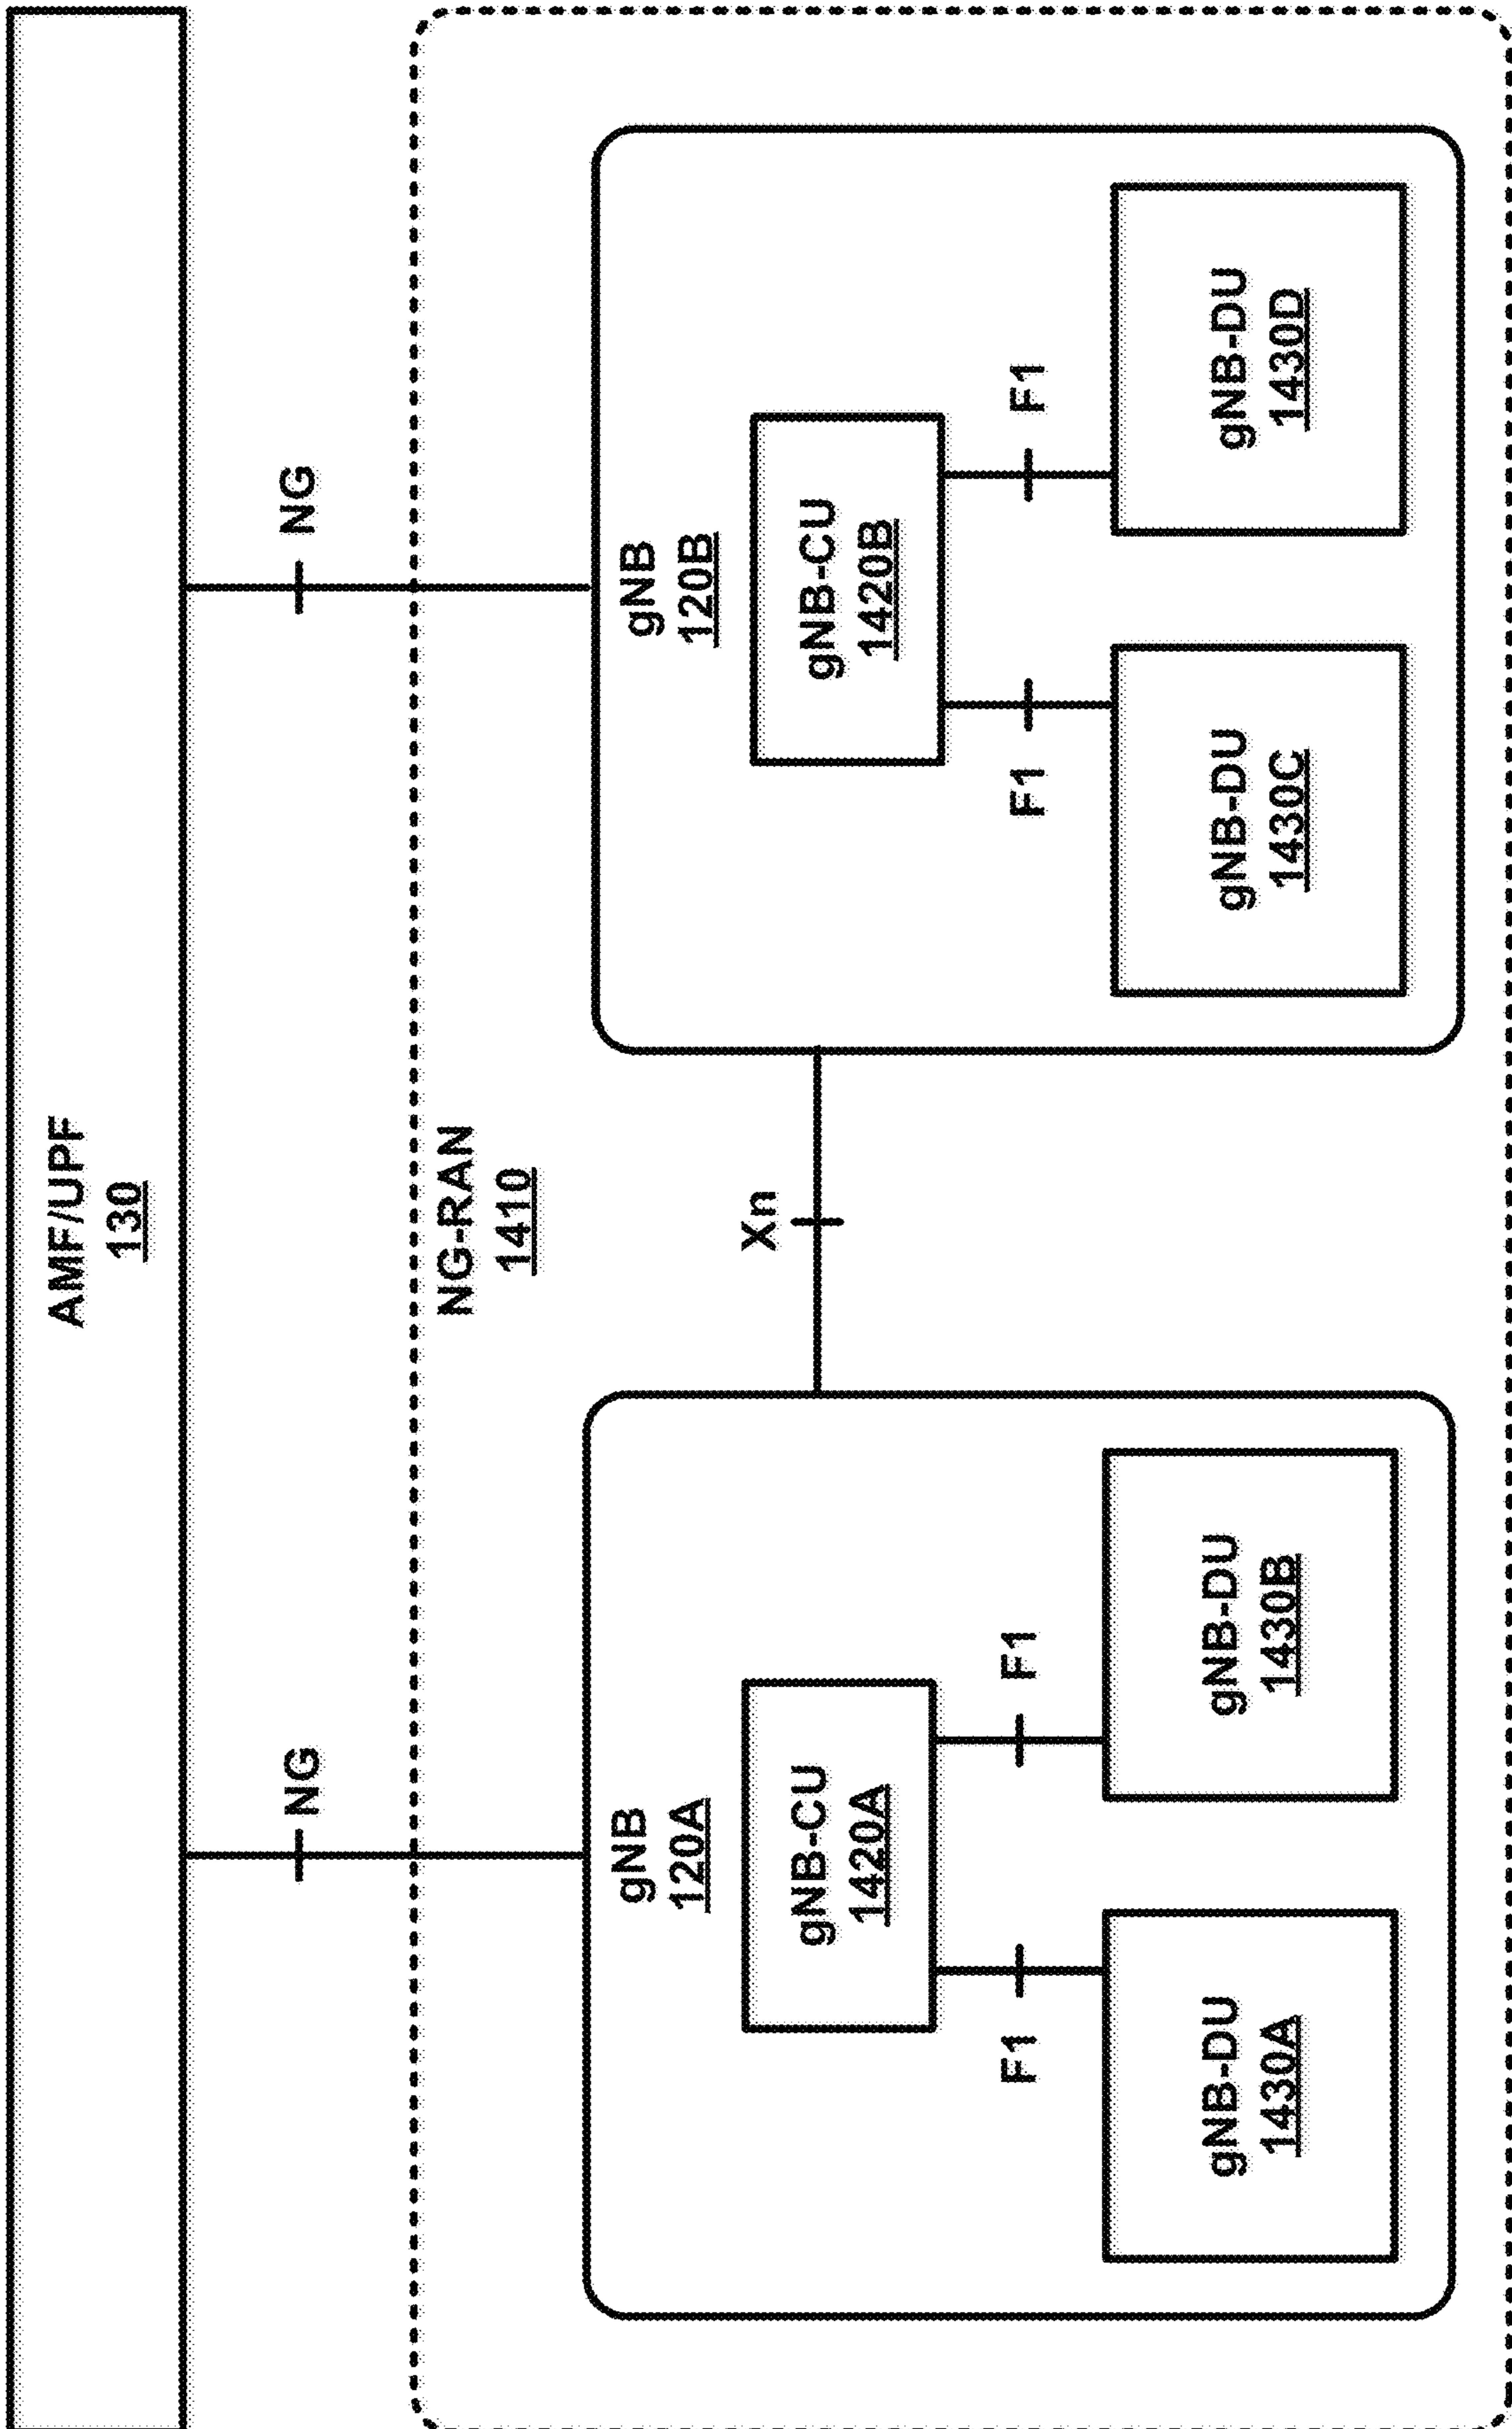 AMF/UPF
130
NG
NG
NG-RAN
1410
gNB
120A
gNB-CU
1420A
F1
F1
gNB-DU
1430A
gNB-DU
1430B
Xn
gNB
120B
gNB-CU
1420B
F1
F1
gNB-DU
1430C
gNB-DU
1430D